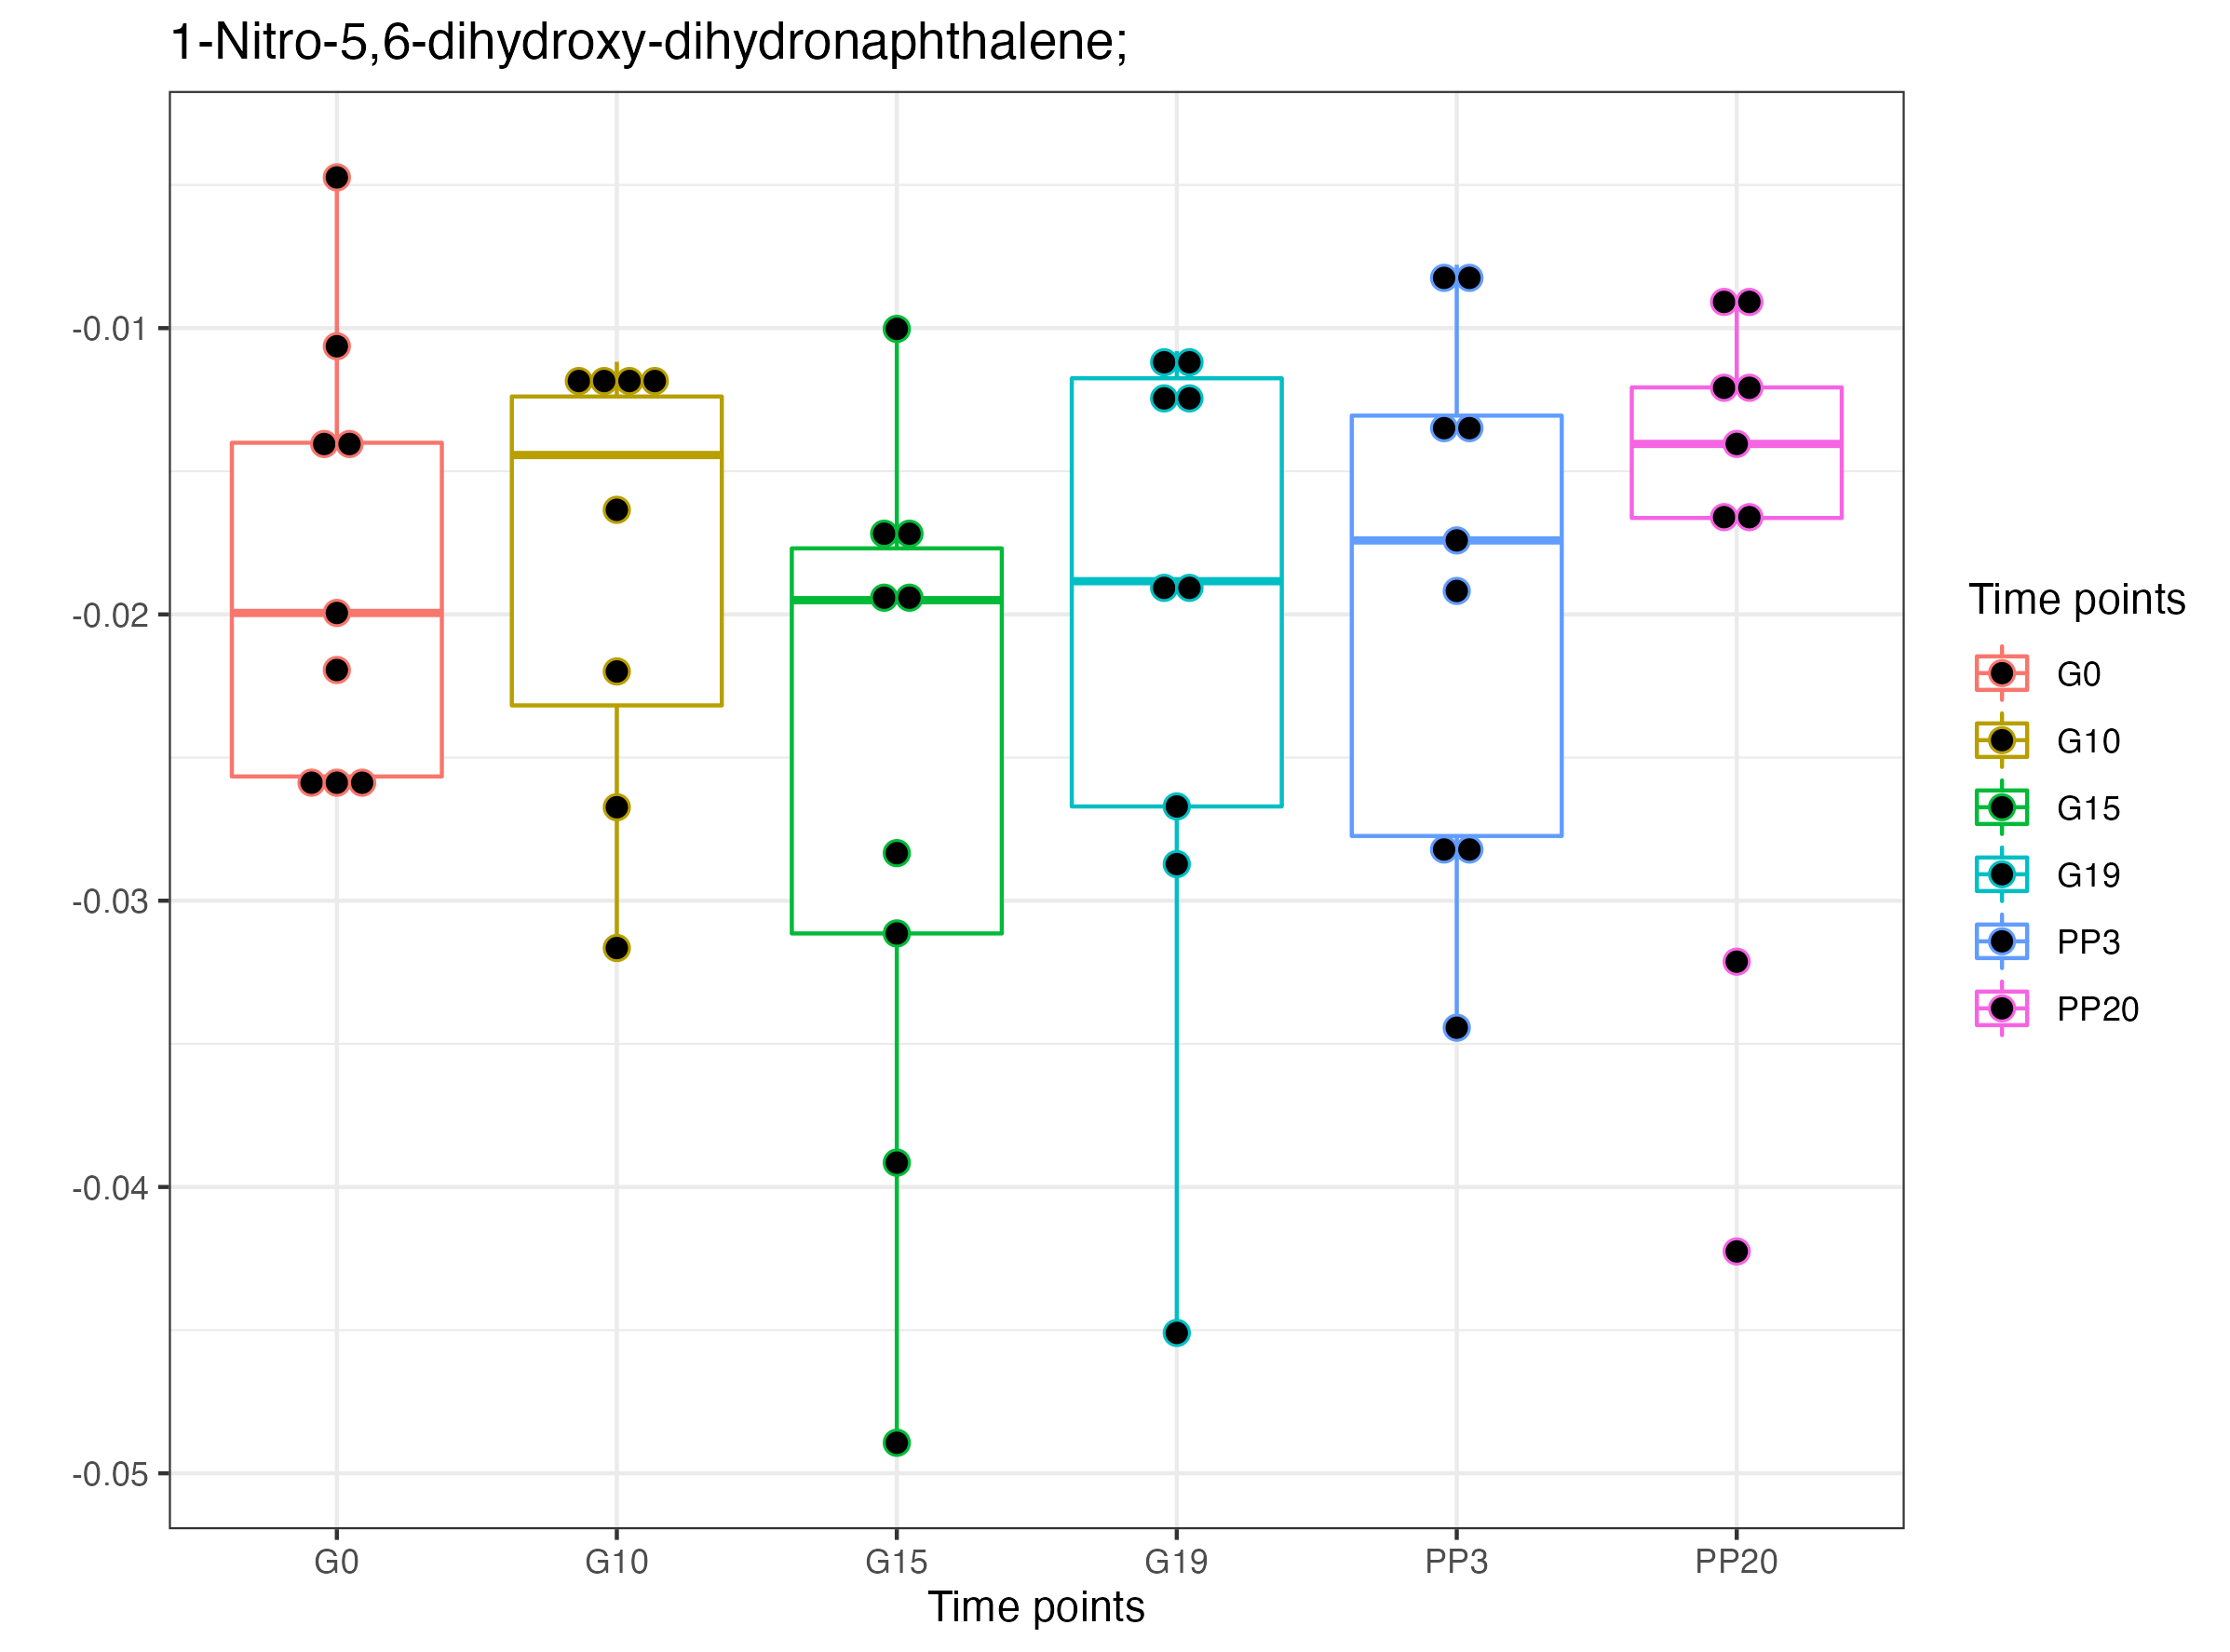 1-Nitro-5,6-dihydroxy-dihydronaphthalene;
-0.01
-0.02
-0.03
-0.04
-0.05
G0 G10 G15 G19 PP3 PP20
Time points
Time points
G0
G10
G15
G19
PP3
PP20